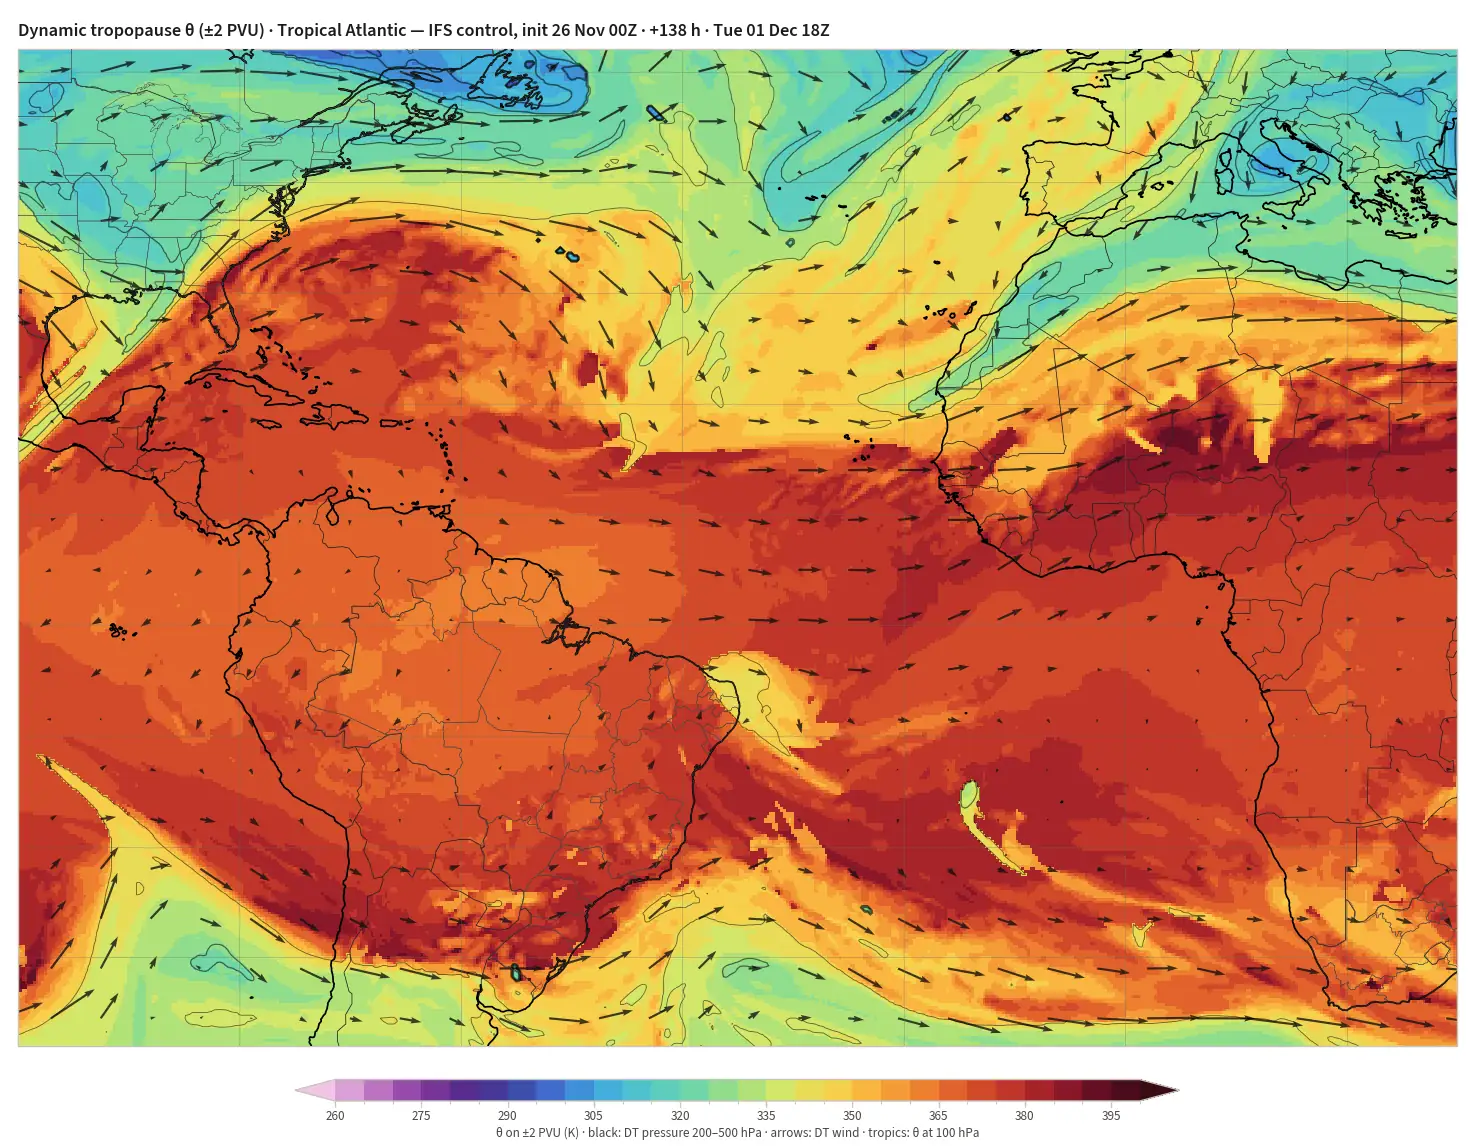 Dynamic tropopause θ (±2 PVU) · Tropical Atlantic — IFS control, init 26 Nov 00Z · +138 h · Tue 01 Dec 18Z
260 275 290 305 320 335 350 365 380 395
θ on ±2 PVU (K) · black: DT pressure 200–500 hPa · arrows: DT wind · tropics: θ at 100 hPa